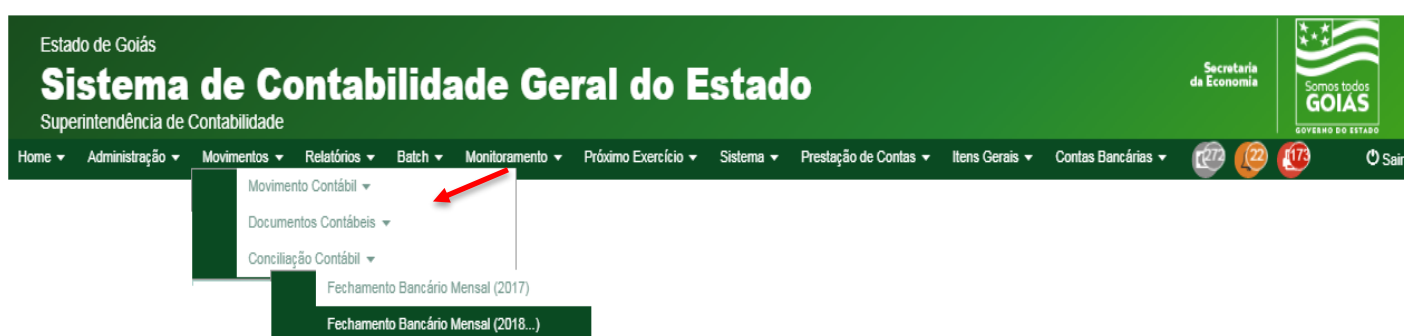 Estado de Goiás
Sistema de Contabilidade Geral do Estado
Superintendência de Contabilidade
Secretaria
da Economia
Somos todos
GOIÁS
GOVERNO DO ESTADO
Home Administração Movimentos Relatórios Batch Monitoramento Próximo Exercício Sistema Prestação de Contas Itens Gerais Contas Bancárias 272 22 173 Sair
Movimento Contábil
Documentos Contábeis
Conciliação Contábil
Fechamento Bancário Mensal (2017)
Fechamento Bancário Mensal (2018...)